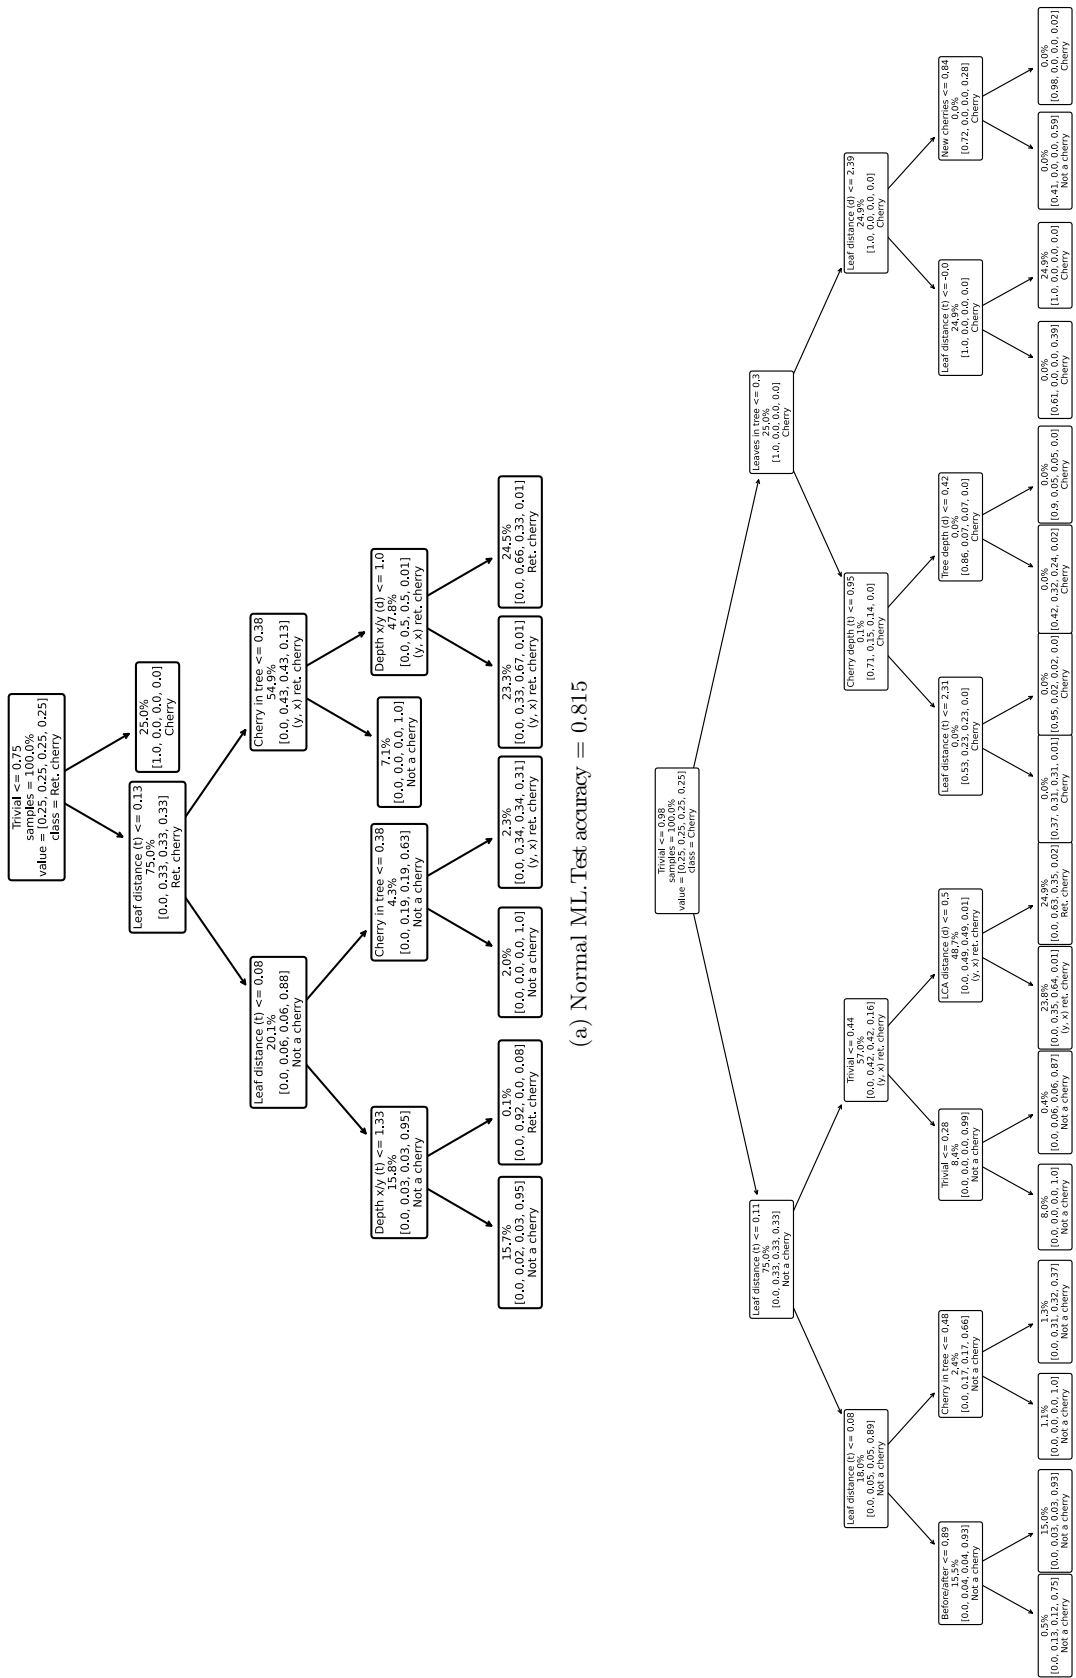 Trivial <= 0.75
samples = 100.0%
value = [0.25, 0.25, 0.25, 0.25]
class = Ret. cherry
Leaf distance (t) <= 0.13
75.0%
[0.0, 0.33, 0.33, 0.33]
Ret. cherry
25.0%
[1.0, 0.0, 0.0, 0.0]
Cherry
Leaf distance (t) <= 0.08
20.1%
[0.0, 0.06, 0.06, 0.88]
Not a cherry
Cherry in tree <= 0.38
54.9%
[0.0, 0.43, 0.43, 0.13]
(y, x) ret. cherry
Depth x/y (t) <= 1.33
15.8%
[0.0, 0.03, 0.03, 0.95]
Not a cherry
Cherry in tree <= 0.38
4.3%
[0.0, 0.19, 0.19, 0.63]
Not a cherry
7.1%
[0.0, 0.0, 0.0, 1.0]
Not a cherry
Depth x/y (d) <= 1.0
47.8%
[0.0, 0.5, 0.5, 0.01]
(y, x) ret. cherry
15.7%
[0.0, 0.02, 0.03, 0.95]
Not a cherry
0.1%
[0.0, 0.92, 0.0, 0.08]
Ret. cherry
2.0%
[0.0, 0.0, 0.0, 1.0]
Not a cherry
2.3%
[0.0, 0.34, 0.34, 0.31]
(y, x) ret. cherry
23.3%
[0.0, 0.33, 0.67, 0.01]
(y, x) ret. cherry
24.5%
[0.0, 0.66, 0.33, 0.01]
Ret. cherry
(a) Normal ML.Test accuracy = 0.815
Trivial <= 0.98
samples = 100.0%
value = [0.25, 0.25, 0.25, 0.25]
class = Cherry
Leaf distance (t) <= 0.11
75.0%
[0.0, 0.33, 0.33, 0.33]
Not a cherry
Leaves in tree <= 0.3
25.0%
[1.0, 0.0, 0.0, 0.0]
Cherry
Leaf distance (t) <= 0.08
18.0%
[0.0, 0.05, 0.05, 0.89]
Not a cherry
Trivial <= 0.44
57.0%
[0.0, 0.42, 0.42, 0.16]
(y, x) ret. cherry
Cherry depth (t) <= 0.95
0.1%
[0.71, 0.15, 0.14, 0.0]
Cherry
Leaf distance (d) <= 2.39
24.9%
[1.0, 0.0, 0.0, 0.0]
Cherry
Before/after <= 0.89
15.5%
[0.0, 0.04, 0.04, 0.93]
Not a cherry
Cherry in tree <= 0.48
2.4%
[0.0, 0.17, 0.17, 0.66]
Not a cherry
Trivial <= 0.28
8.4%
[0.0, 0.0, 0.0, 0.99]
Not a cherry
LCA distance (d) <= 0.5
48.7%
[0.0, 0.49, 0.49, 0.01]
(y, x) ret. cherry
Leaf distance (t) <= 2.31
0.0%
[0.53, 0.23, 0.23, 0.0]
Cherry
Tree depth (d) <= 0.42
0.0%
[0.86, 0.07, 0.07, 0.0]
Cherry
Leaf distance (t) <= -0.0
24.9%
[1.0, 0.0, 0.0, 0.0]
Cherry
New cherries <= 0.84
0.0%
[0.72, 0.0, 0.0, 0.28]
Cherry
0.5%
[0.0, 0.13, 0.12, 0.75]
Not a cherry
15.0%
[0.0, 0.03, 0.03, 0.93]
Not a cherry
1.1%
[0.0, 0.0, 0.0, 1.0]
Not a cherry
1.3%
[0.0, 0.31, 0.32, 0.37]
Not a cherry
8.0%
[0.0, 0.0, 0.0, 1.0]
Not a cherry
0.4%
[0.0, 0.06, 0.06, 0.87]
Not a cherry
23.8%
[0.0, 0.35, 0.64, 0.01]
(y, x) ret. cherry
24.9%
[0.0, 0.63, 0.35, 0.02]
Ret. cherry
0.0%
[0.37, 0.31, 0.31, 0.01]
Cherry
0.0%
[0.95, 0.02, 0.02, 0.0]
Cherry
0.0%
[0.42, 0.32, 0.24, 0.02]
Cherry
0.0%
[0.9, 0.05, 0.05, 0.0]
Cherry
0.0%
[0.61, 0.0, 0.0, 0.39]
Cherry
24.9%
[1.0, 0.0, 0.0, 0.0]
Cherry
0.0%
[0.41, 0.0, 0.0, 0.59]
Not a cherry
0.0%
[0.98, 0.0, 0.0, 0.02]
Cherry